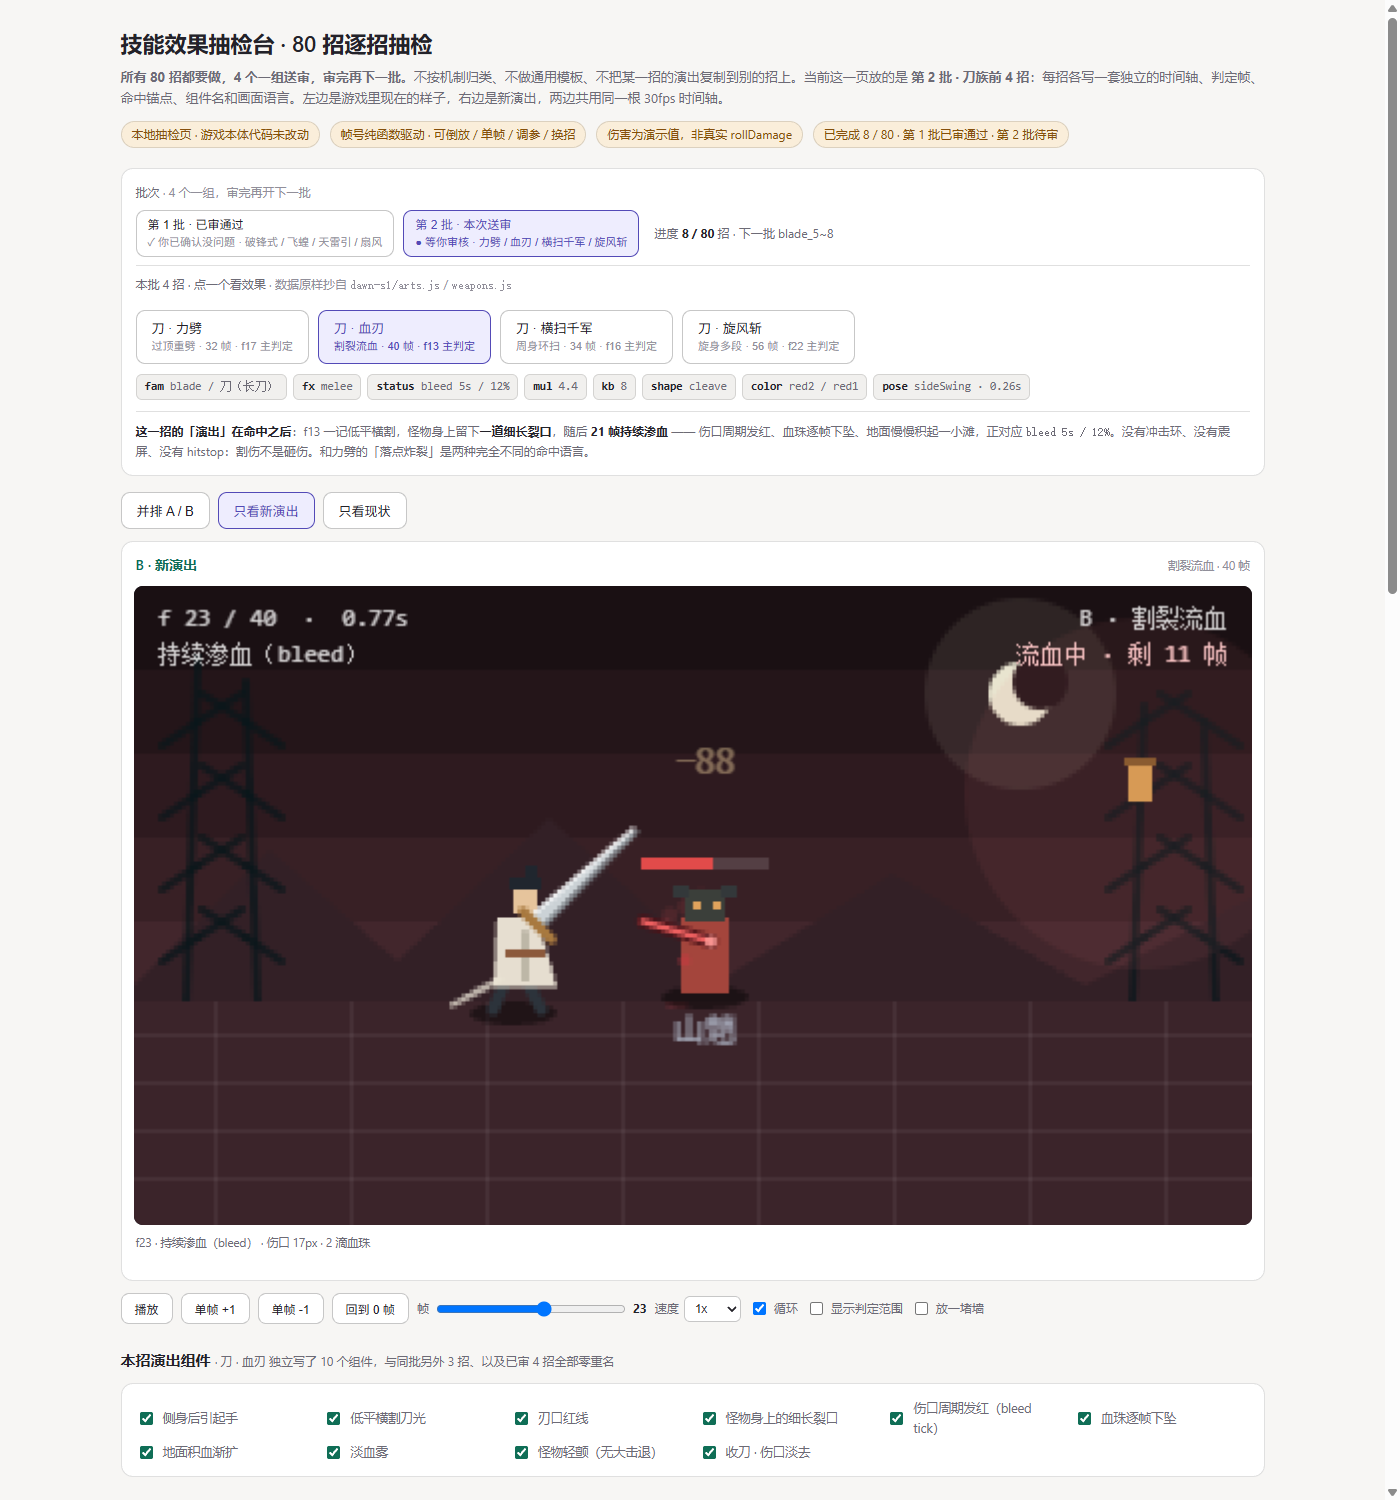 技能效果抽检台 · 80 招逐招抽检
所有 80 招都要做，4 个一组送审，审完再下一批。不按机制归类、不做通用模板、不把某一招的演出复制到别的招上。当前这一页放的是 第 2 批 · 刀族前 4 招：每招各写一套独立的时间轴、判定帧、
命中锚点、组件名和画面语言。左边是游戏里现在的样子，右边是新演出，两边共用同一根 30fps 时间轴。
本地抽检页 · 游戏本体代码未改动
帧号纯函数驱动 · 可倒放 / 单帧 / 调参 / 换招
伤害为演示值，非真实 rollDamage
已完成 8 / 80 · 第 1 批已审通过 · 第 2 批待审
批次 · 4 个一组，审完再开下一批
第 1 批 · 已审通过
✓ 你已确认没问题 · 破锋式 / 飞蝗 / 天雷引 / 扇风
第 2 批 · 本次送审
● 等你审核 · 力劈 / 血刃 / 横扫千军 / 旋风斩
进度 8 / 80 招 · 下一批 blade_5~8
本批 4 招 · 点一个看效果 · 数据原样抄自 dawn-s1/arts.js / weapons.js
刀 · 力劈
过顶重劈 · 32 帧 · f17 主判定
刀 · 血刃
割裂流血 · 40 帧 · f13 主判定
刀 · 横扫千军
周身环扫 · 34 帧 · f16 主判定
刀 · 旋风斩
旋身多段 · 56 帧 · f22 主判定
fam blade / 刀（长刀）
fx melee
status bleed 5s / 12%
mul 4.4
kb 8
shape cleave
color red2 / red1
pose sideSwing · 0.26s
这一招的「演出」在命中之后：f13 一记低平横割，怪物身上留下一道细长裂口，随后 21 帧持续渗血 —— 伤口周期发红、血珠逐帧下坠、地面慢慢积起一小滩，正对应 bleed 5s / 12%。没有冲击环、没有震
屏、没有 hitstop：割伤不是砸伤。和力劈的「落点炸裂」是两种完全不同的命中语言。
并排 A / B
只看新演出
只看现状
B · 新演出
割裂流血 · 40 帧
f 23 / 40 · 0.77s
持续渗血（bleed）
B · 割裂流血
流血中 · 剩 11 帧
−88
山魈
f23 · 持续渗血（bleed） · 伤口 17px · 2 滴血珠
播放
单帧 +1
单帧 -1
回到 0 帧
帧
23
速度
1x
循环
显示判定范围
放一堵墙
本招演出组件 · 刀 · 血刃 独立写了 10 个组件，与同批另外 3 招、以及已审 4 招全部零重名
侧身后引起手
低平横割刀光
刃口红线
怪物身上的细长裂口
伤口周期发红（bleed
tick）
血珠逐帧下坠
地面积血渐扩
淡血雾
怪物轻颤（无大击退）
收刀 · 伤口淡去